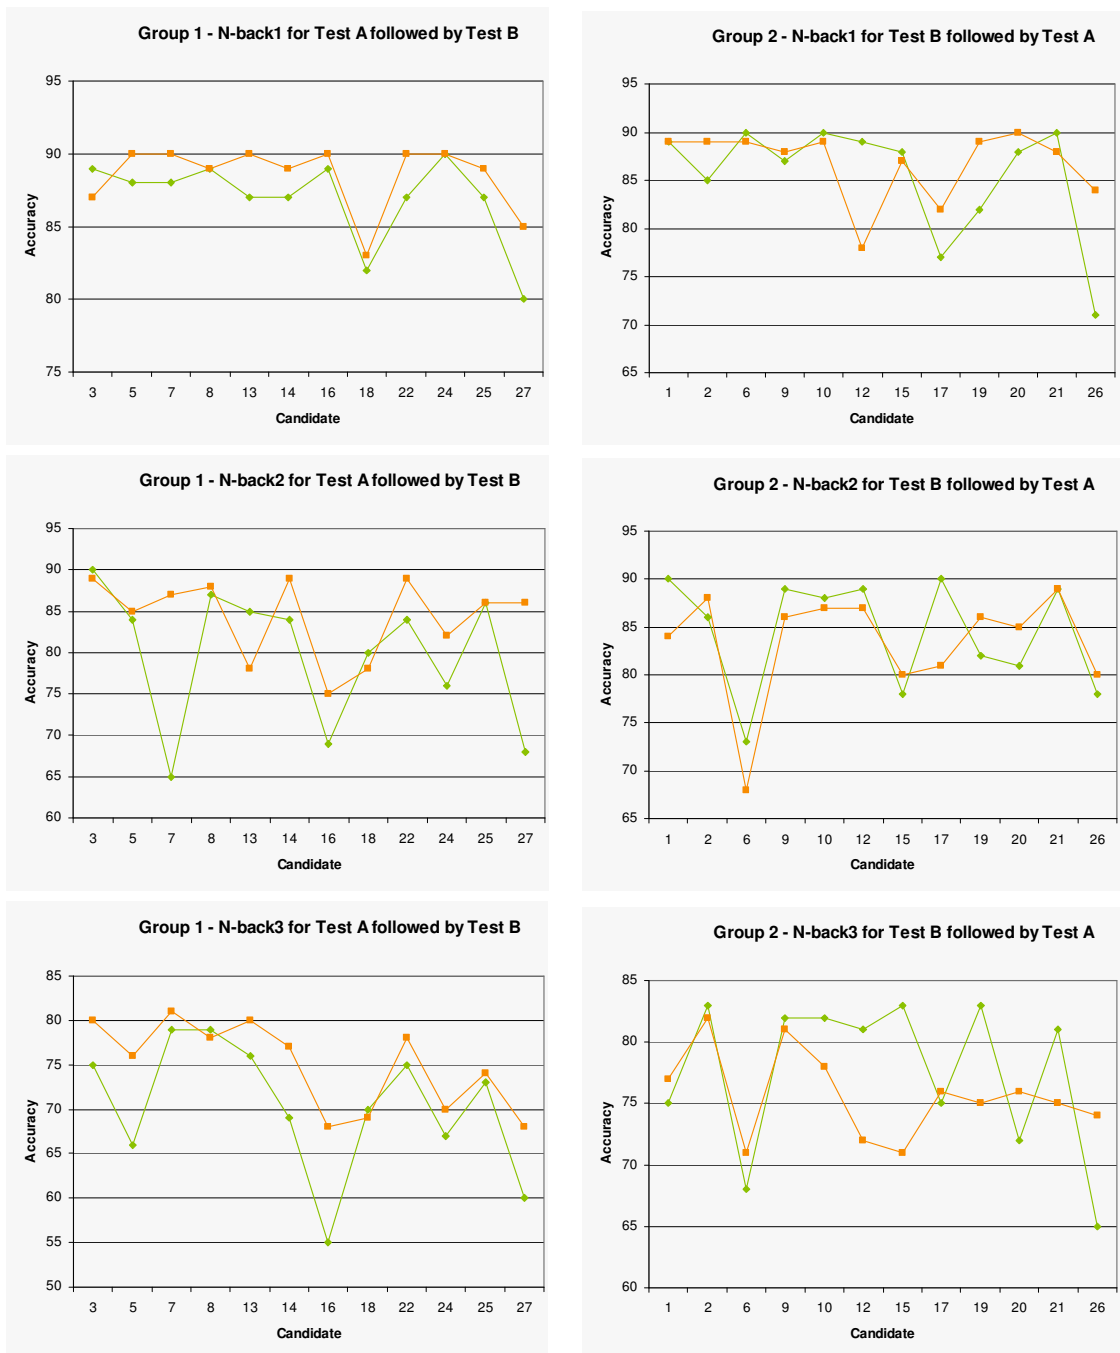 Group 1 - N-back1 for Test A followed by Test B
95
90
85
80
75
Accuracy
3 5 7 8 13 14 16 18 22 24 25 27
Candidate
Group 2 - N-back1 for Test B followed by Test A
95
90
85
80
75
70
65
Accuracy
1 2 6 9 10 12 15 17 19 20 21 26
Candidate
Group 1 - N-back2 for Test A followed by Test B
95
90
85
80
75
70
65
60
Accuracy
3 5 7 8 13 14 16 18 22 24 25 27
Candidate
Group 2 - N-back2 for Test B followed by Test A
95
90
85
80
75
70
65
Accuracy
1 2 6 9 10 12 15 17 19 20 21 26
Candidate
Group 1 - N-back3 for Test A followed by Test B
85
80
75
70
65
60
55
50
Accuracy
3 5 7 8 13 14 16 18 22 24 25 27
Candidate
Group 2 - N-back3 for Test B followed by Test A
85
80
75
70
65
60
Accuracy
1 2 6 9 10 12 15 17 19 20 21 26
Candidate